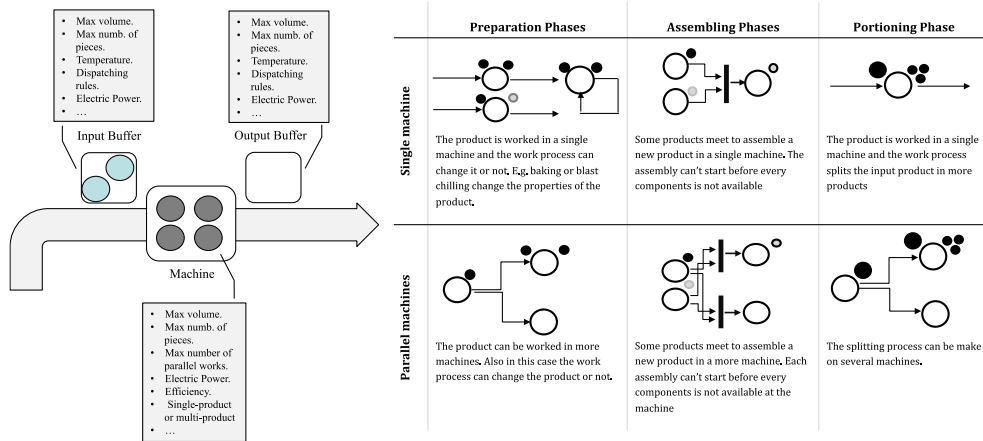 • Max volume.
• Max numb. of
pieces.
• Temperature.
• Dispatching
rules.
• Electric Power.
• …
Input Buffer
• Max volume.
• Max numb. of
pieces.
• Temperature.
• Dispatching
rules.
• Electric Power.
• …
Output Buffer
Machine
• Max volume.
• Max numb. of
pieces.
• Max number of
parallel works.
• Electric Power.
• Efficiency.
• Single-product
or multi-product
• …
Preparation Phases
Assembling Phases
Portioning Phase
Single machine
The product is worked in a single
machine and the work process can
change it or not. E.g. baking or blast
chilling change the properties of the
product.
Some products meet to assemble a
new product in a single machine. The
assembly can't start before every
components is not available
The product is worked in a single
machine and the work process
splits the input product in more
products
Parallel machines
The product can be worked in more
machines. Also in this case the work
process can change the product or not.
Some products meet to assemble a
new product in a more machine. Each
assembly can't start before every
components is not available at the
machine
The splitting process can be make
on several machines.